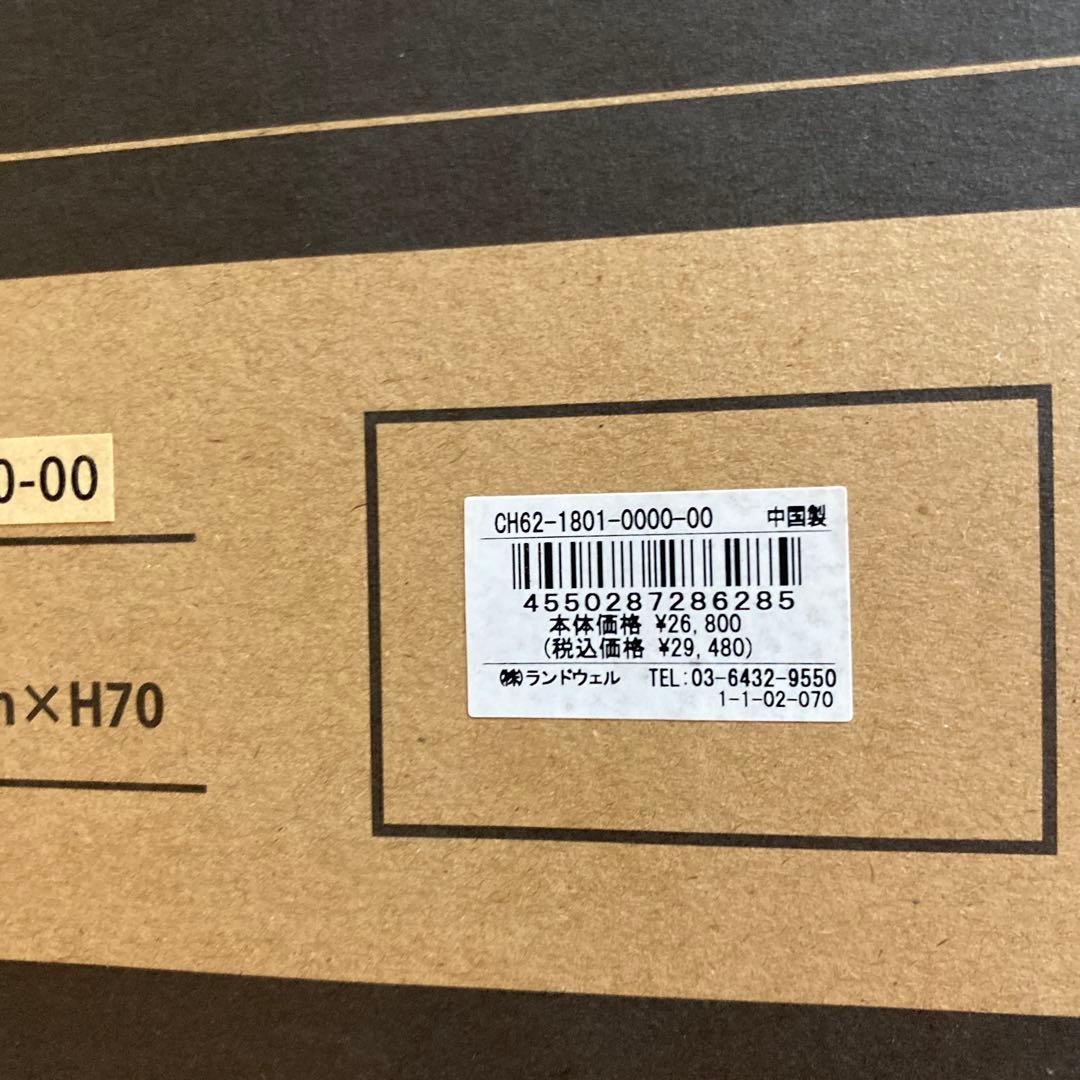 0-00
×H70
CH62-1801-0000-00 中国製
4550287286285
本体価格 ¥26,800
(税込価格 ¥29,480)
㈱ランドウェル TEL:03-6432-9550
1-1-02-070